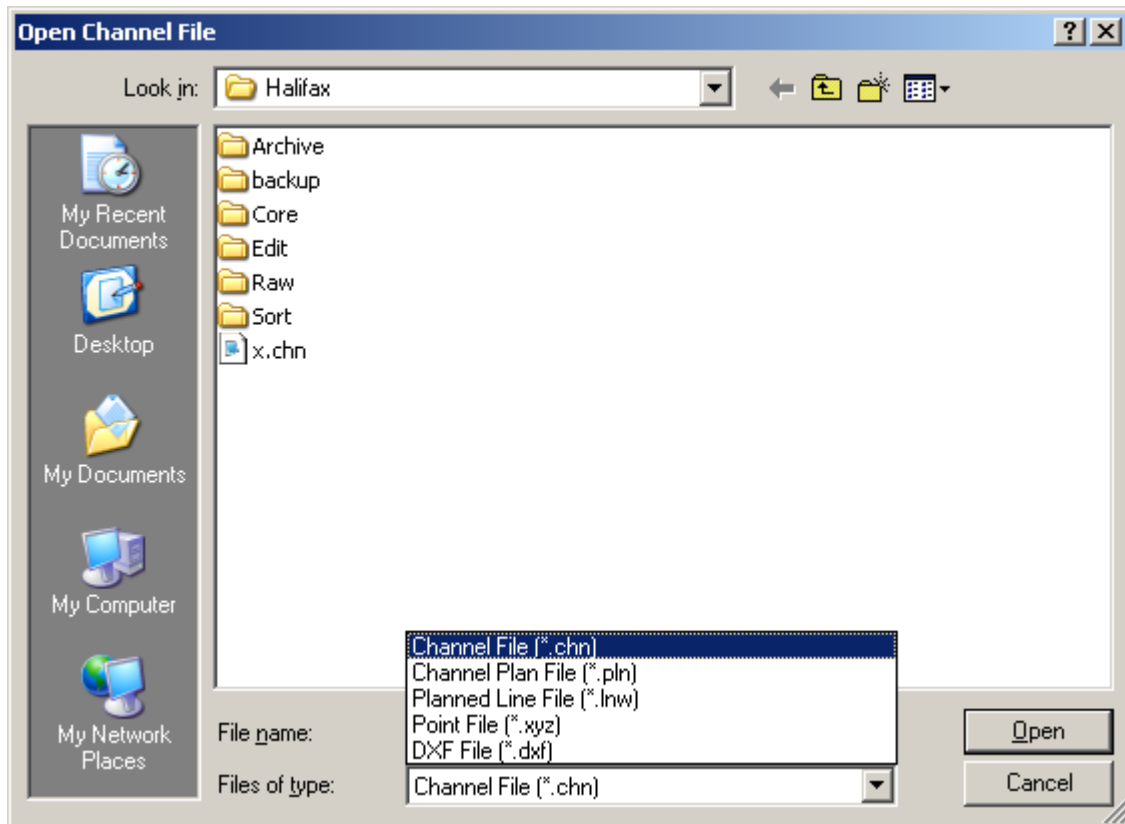 Open Channel File
Look in: Halifax
My Recent
Documents
Desktop
My Documents
My Computer
My Network
Places
Archive
backup
Core
Edit
Raw
Sort
x.chn
Channel File (*.chn)
Channel Plan File (*.pln)
Planned Line File (*.lnw)
Point File (*.xyz)
DXF File (*.dxf)
File name:
Open
Files of type: Channel File (*.chn)
Cancel